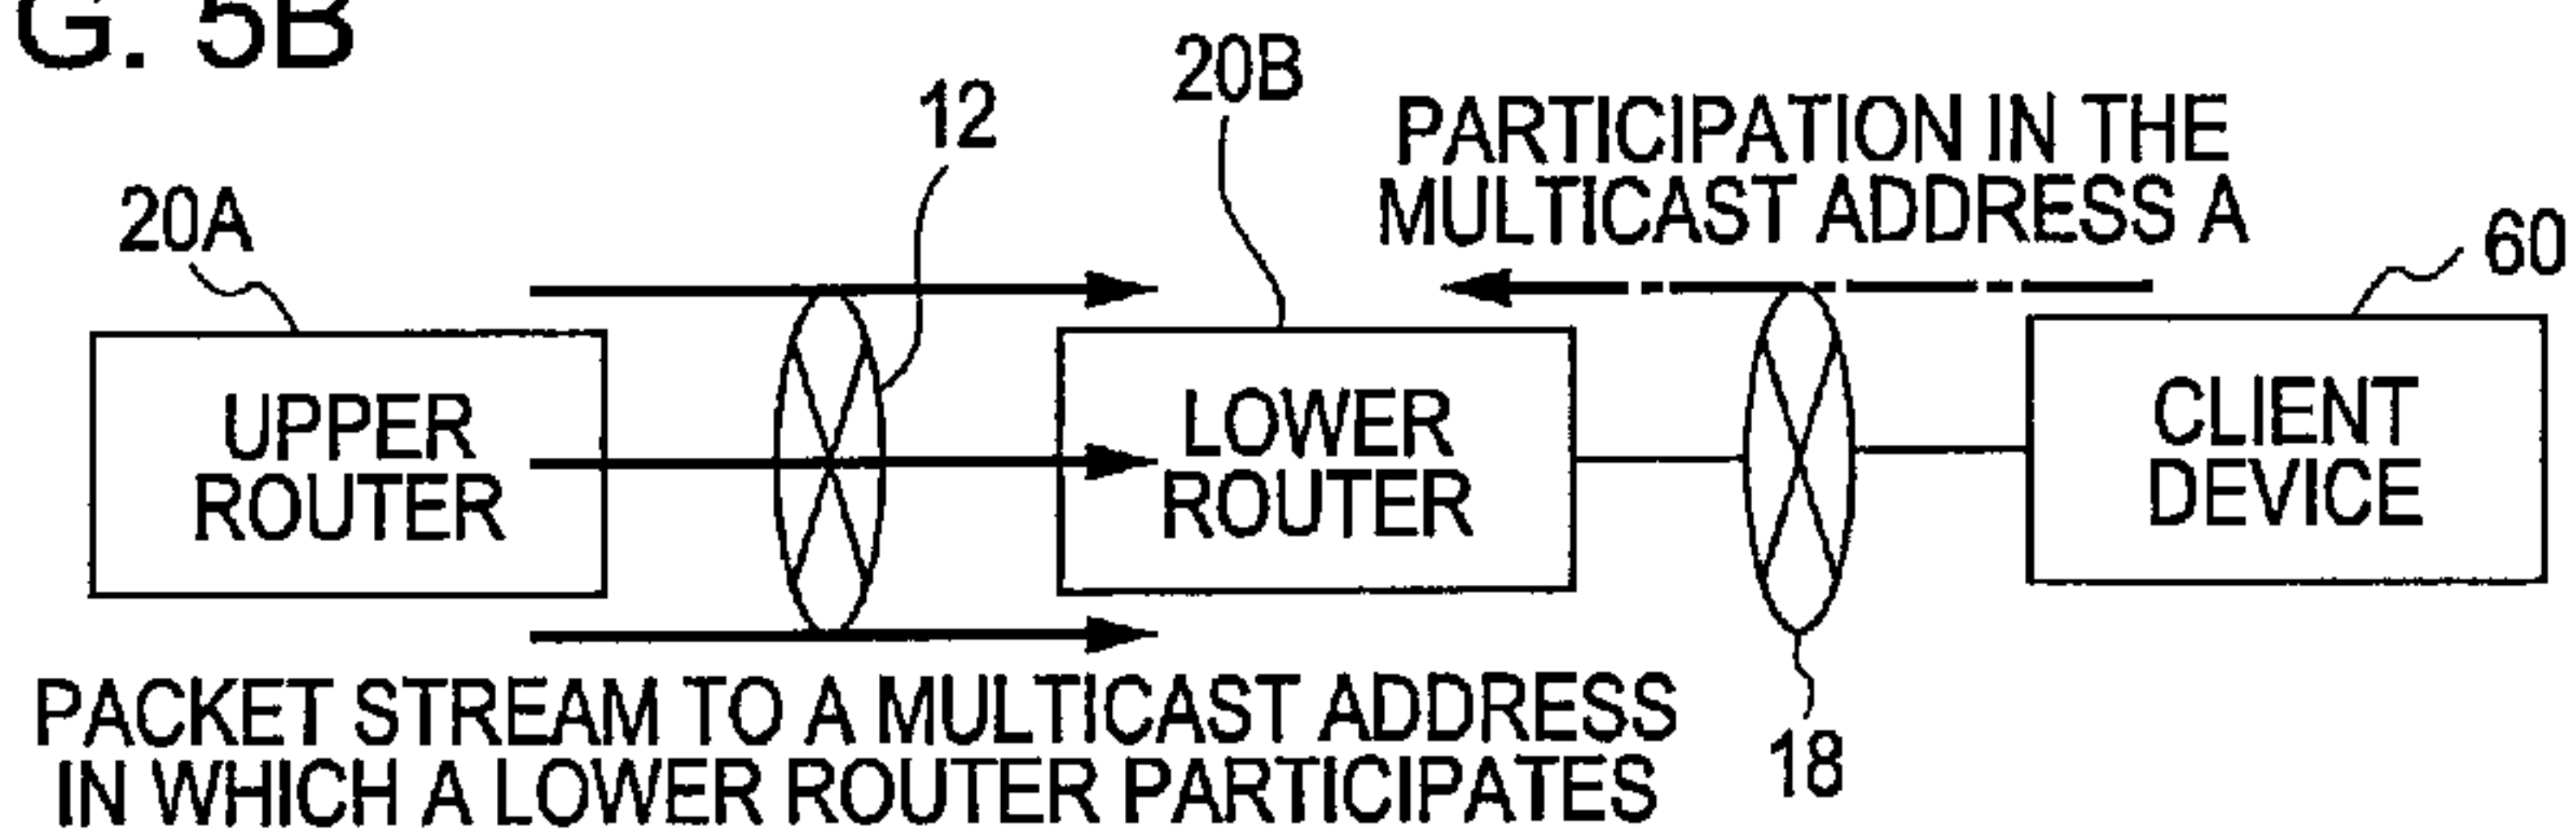 G. 5B
20B
12
PARTICIPATION IN THE
MULTICAST ADDRESS A
20A
60
UPPER
ROUTER
LOWER
ROUTER
CLIENT
DEVICE
PACKET STREAM TO A MULTICAST ADDRESS
IN WHICH A LOWER ROUTER PARTICIPATES
18